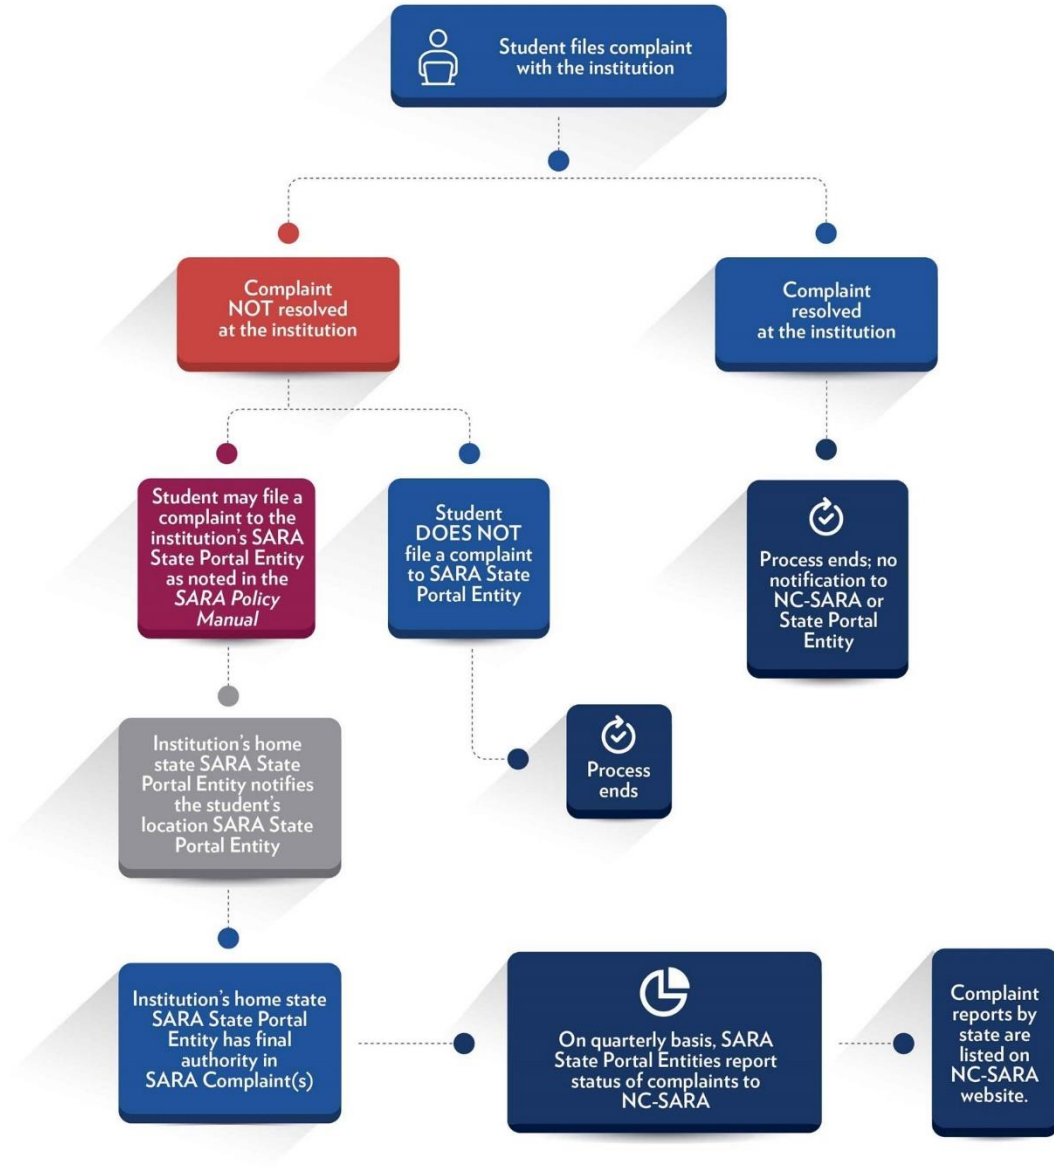 Student files complaint
with the institution
Complaint
NOT resolved
at the institution
Complaint
resolved
at the institution
Student may file a
complaint to the
institution's SARA
State Portal Entity
as noted in the
SARA Policy
Manual
Student
DOES NOT
file a complaint
to SARA State
Portal Entity
Process ends; no
notification to
NC-SARA or
State Portal
Entity
Institution's home
state SARA State
Portal Entity notifies
the student's
location SARA State
Portal Entity
Process
ends
Institution's home state
SARA State Portal
Entity has final
authority in
SARA Complaint(s)
On quarterly basis, SARA
State Portal Entities report
status of complaints to
NC-SARA
Complaint
reports by
state are
listed on
NC-SARA
website.